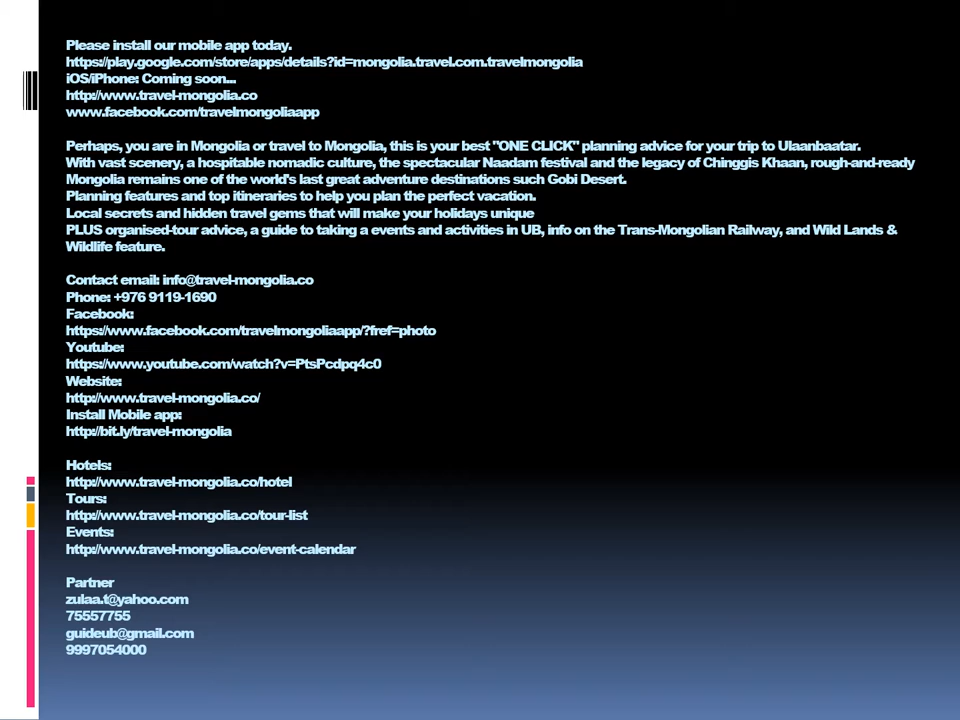 Please install our mobile app today.
https://play.google.com/store/apps/details?id=mongolia.travel.com.travelmongolia
iOS/iPhone: Coming soon...
http://www.travel-mongolia.co
www.facebook.com/travelmongoliaapp
Perhaps, you are in Mongolia or travel to Mongolia, this is your best "ONE CLICK" planning advice for your trip to Ulaanbaatar.
With vast scenery, a hospitable nomadic culture, the spectacular Naadam festival and the legacy of Chinggis Khaan, rough-and-ready
Mongolia remains one of the world's last great adventure destinations such Gobi Desert.
Planning features and top itineraries to help you plan the perfect vacation.
Local secrets and hidden travel gems that will make your holidays unique
PLUS organised-tour advice, a guide to taking a events and activities in UB, info on the Trans-Mongolian Railway, and Wild Lands &
Wildlife feature.
Contact email: info@travel-mongolia.co
Phone: +976 9119-1690
Facebook:
https://www.facebook.com/travelmongoliaapp/?fref=photo
Youtube:
https://www.youtube.com/watch?v=PtsPcdpq4c0
Website:
http://www.travel-mongolia.co/
Install Mobile app:
http://bit.ly/travel-mongolia
Hotels:
http://www.travel-mongolia.co/hotel
Tours:
http://www.travel-mongolia.co/tour-list
Events:
http://www.travel-mongolia.co/event-calendar
Partner
zulaa.t@yahoo.com
75557755
guideub@gmail.com
9997054000